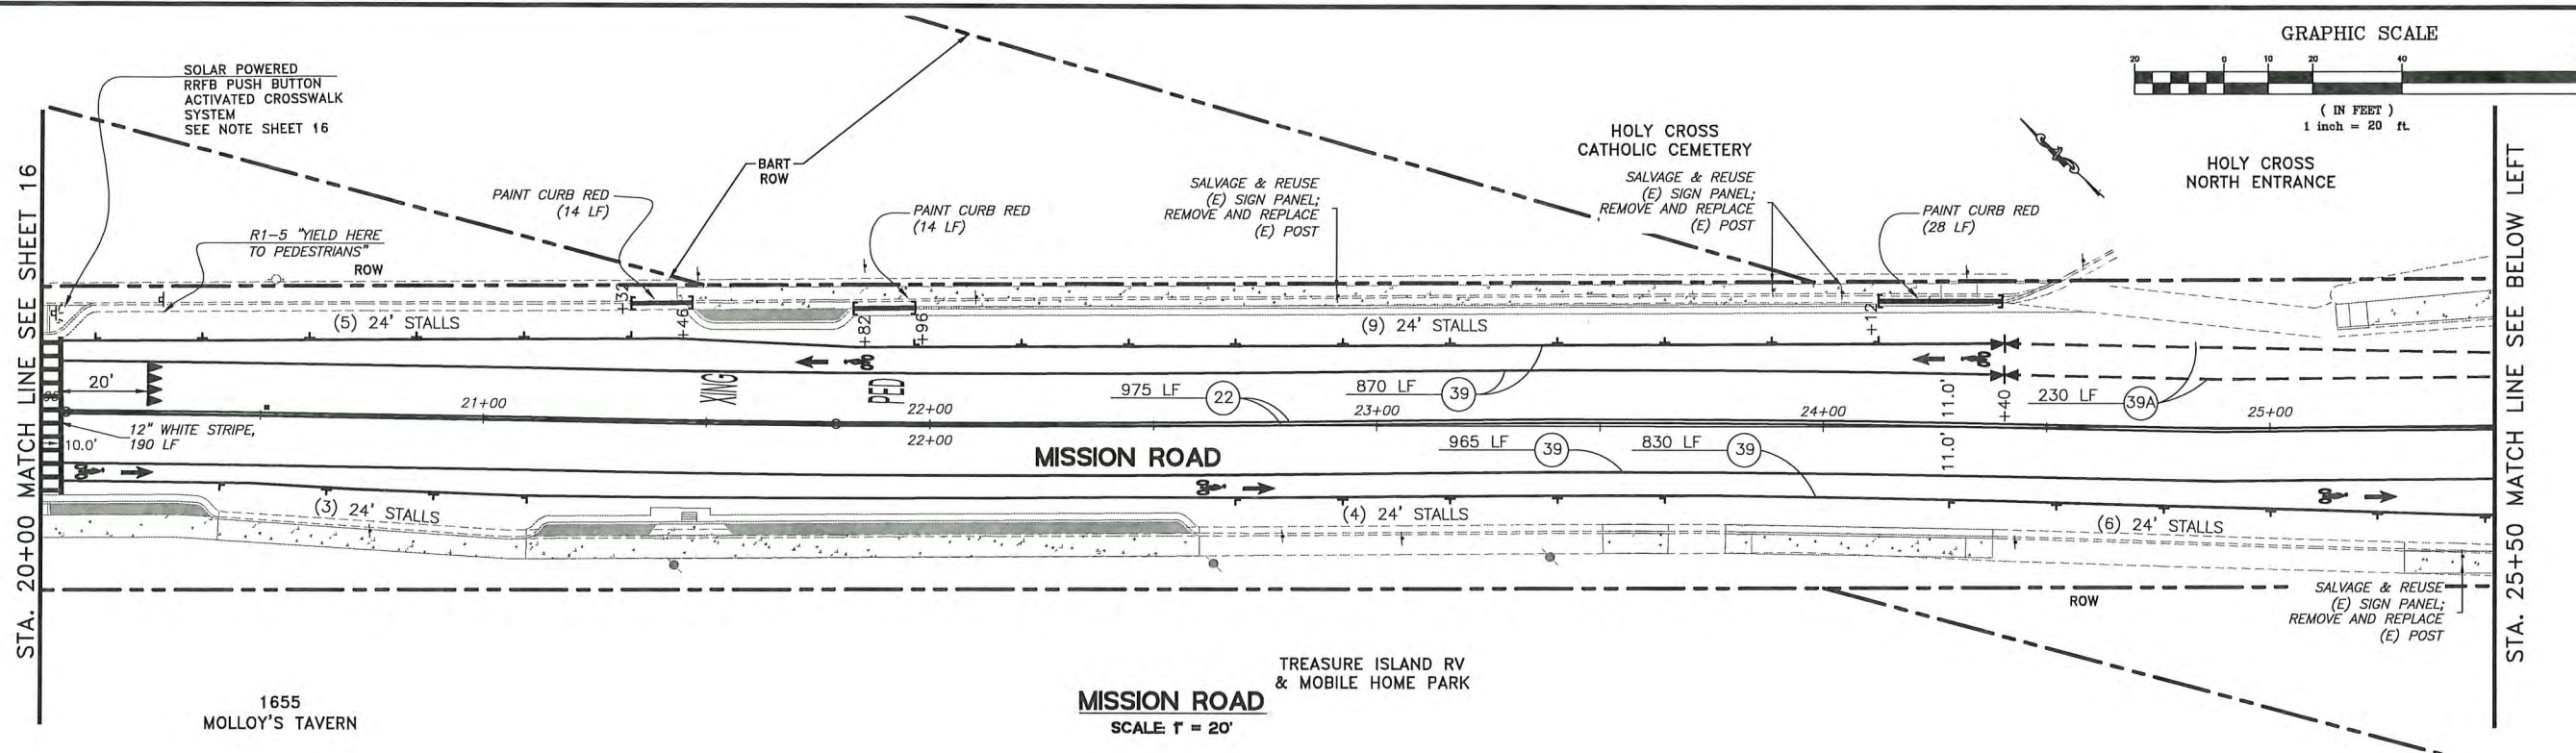 GRAPHIC SCALE
20 0 10 20 40
( IN FEET )
1 inch = 20 ft.
STA. 20+00 MATCH LINE SEE SHEET 16
SOLAR POWERED
RRFB PUSH BUTTON
ACTIVATED CROSSWALK
SYSTEM
SEE NOTE SHEET 16
R1-5 "YIELD HERE
TO PEDESTRIANS"
ROW
PAINT CURB RED
(14 LF)
BART
ROW
PAINT CURB RED
(14 LF)
SALVAGE & REUSE
(E) SIGN PANEL;
REMOVE AND REPLACE
(E) POST
HOLY CROSS
CATHOLIC CEMETERY
SALVAGE & REUSE
(E) SIGN PANEL;
REMOVE AND REPLACE
(E) POST
PAINT CURB RED
(28 LF)
HOLY CROSS
NORTH ENTRANCE
STA. 25+50 MATCH LINE SEE BELOW LEFT
+32
+46
+82
+96
+12
(5) 24' STALLS
(9) 24' STALLS
20'
XING
PED
975 LF 22
870 LF 39
11.0'
+40
230 LF 39A
21+00
22+00
23+00
24+00
25+00
12" WHITE STRIPE,
190 LF
10.0'
22+00
MISSION ROAD
965 LF 39
830 LF 39
11.0'
(3) 24' STALLS
(4) 24' STALLS
(6) 24' STALLS
ROW
SALVAGE & REUSE
(E) SIGN PANEL;
REMOVE AND REPLACE
(E) POST
TREASURE ISLAND RV
& MOBILE HOME PARK
1655
MOLLOY'S TAVERN
MISSION ROAD
SCALE: 1" = 20'